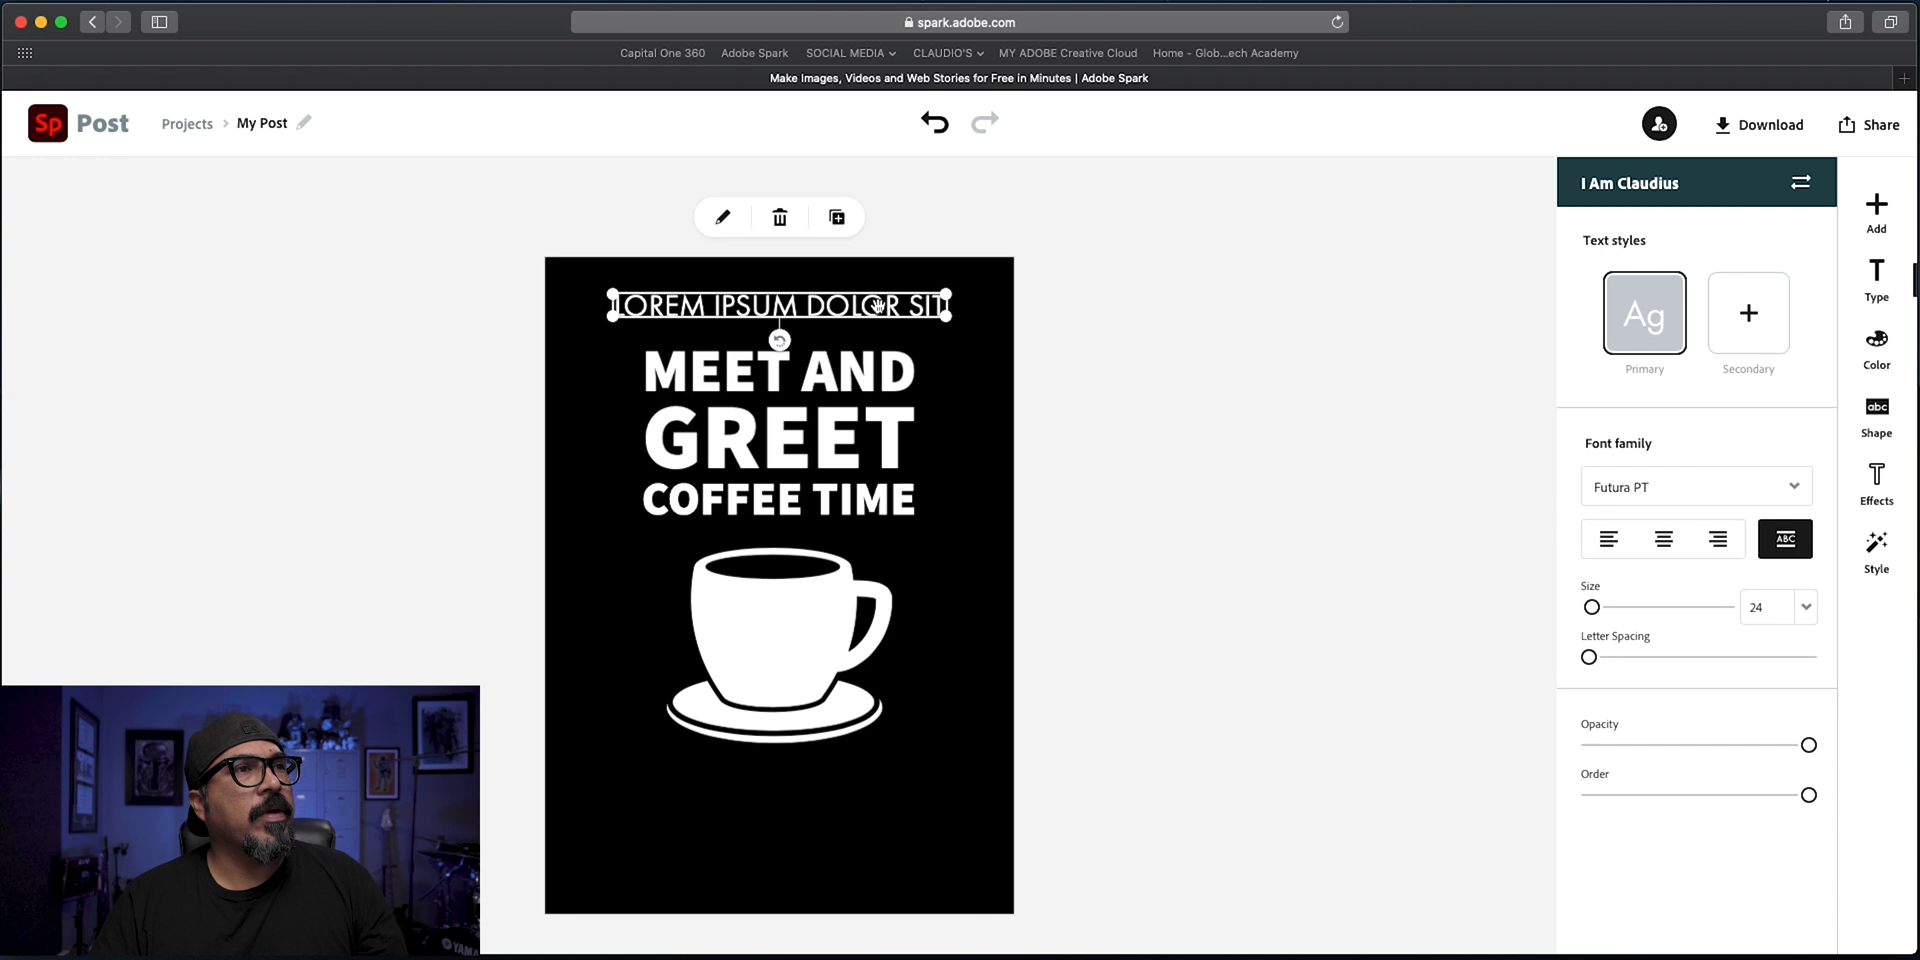 spark.adobe.com
Capital One 360 Adobe Spark SOCIAL MEDIA CLAUDIO'S MY ADOBE Creative Cloud Home - Glob...ech Academy
Make Images, Videos and Web Stories for Free in Minutes | Adobe Spark
Sp Post Projects > My Post Download Share
I Am Claudius
Text styles
Ag
Primary Secondary
Font family
Futura PT
ABC
Size
24
Letter Spacing
Opacity
Order
Add
Type
Color
abc
Shape
Effects
Style
LOREM IPSUM DOLOR SIT
MEET AND
GREET
COFFEE TIME
YAMA